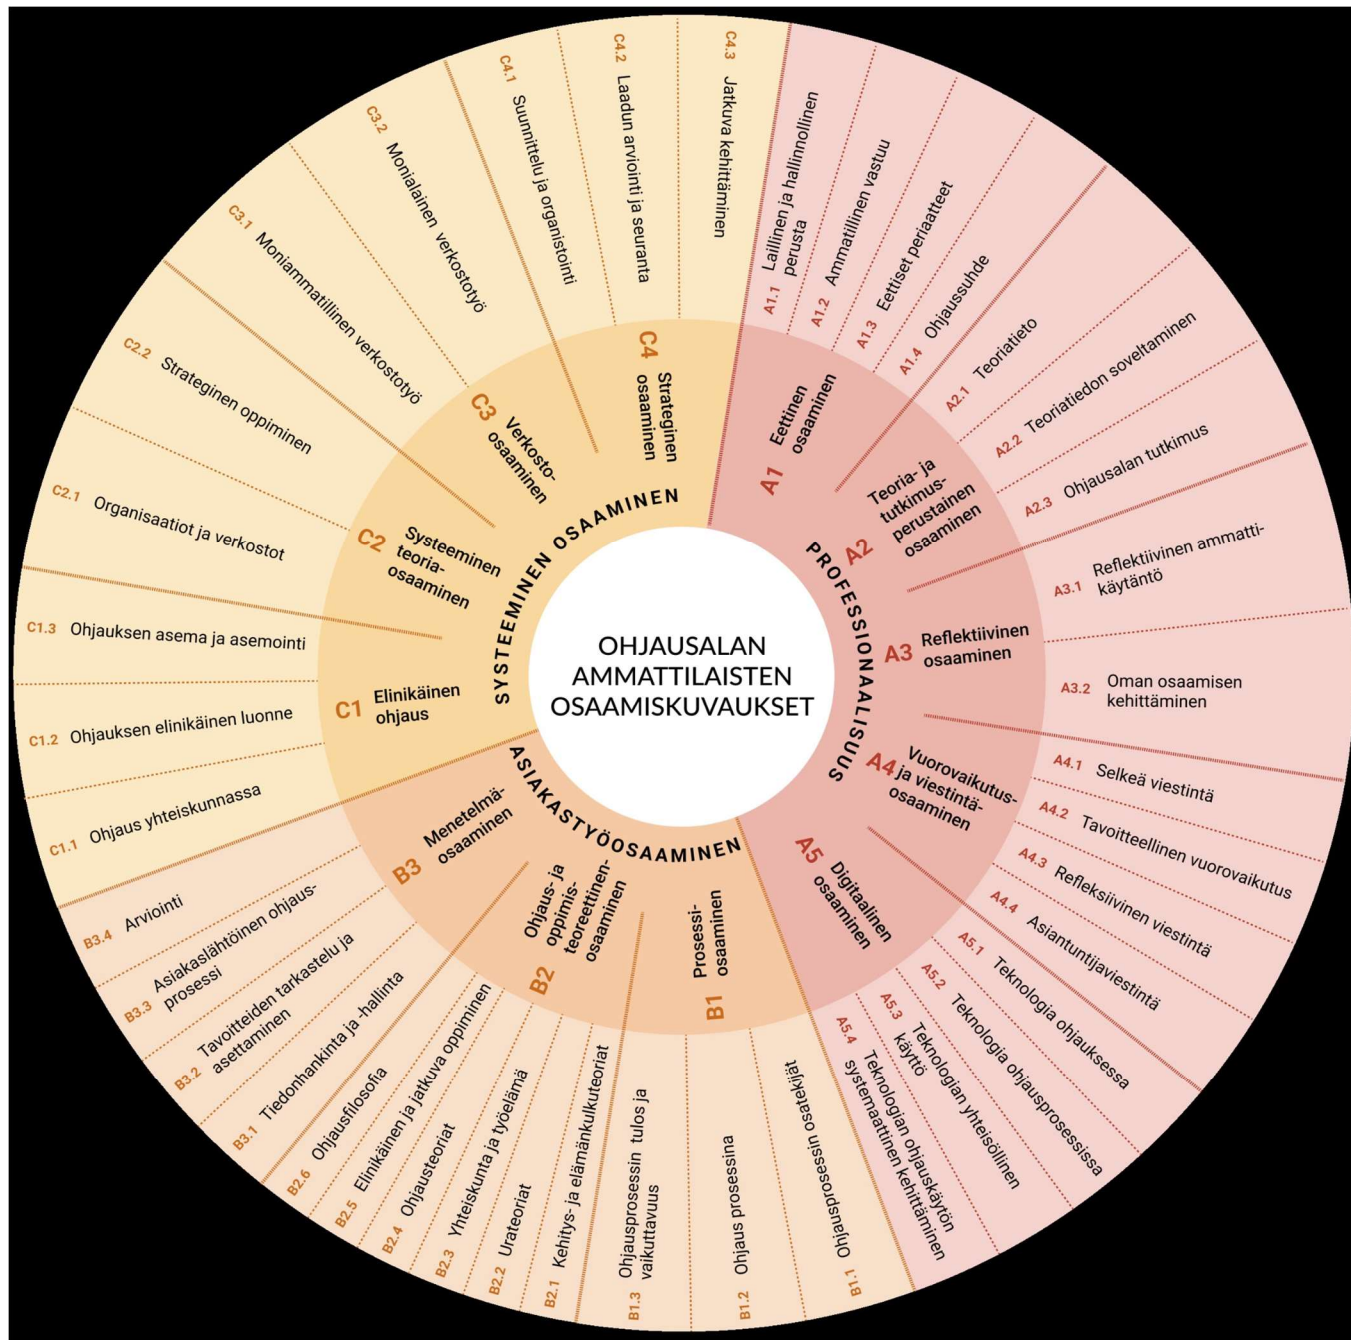 OHJAUSALAN
AMMATTILAISTEN
OSAAMISKUVAUKSET
PROFESSIONAALISUUS
A1 Eettinen
osaaminen
A1.1 Laillinen ja hallinnollinen
perusta
A1.2 Ammatillinen vastuu
A1.3 Eettiset periaatteet
A1.4 Ohjaussuhde
A2 Teoria- ja
tutkimus-
perustainen
osaaminen
A2.1 Teoriatieto
A2.2 Teoriatiedon soveltaminen
A2.3 Ohjausalan tutkimus
A3 Reflektiivinen
osaaminen
A3.1 Reflektiivinen ammatti-
käytäntö
A3.2 Oman osaamisen
kehittäminen
A4 Vuorovaikutus-
ja viestintä-
osaaminen
A4.1 Selkeä viestintä
A4.2 Tavoitteellinen vuorovaikutus
A4.3 Refleksiivinen viestintä
A4.4 Asiantuntijaviestintä
A5 Digitaalinen
osaaminen
A5.1 Teknologia ohjauksessa
A5.2 Teknologia ohjausprosessissa
A5.3 Teknologian yhteisöllinen
käyttö
A5.4 Teknologian ohjauskäytön
systemaattinen kehittäminen
ASIAKASTYÖOSAAMINEN
B1 Prosessi-
osaaminen
B1.1 Ohjausprosessin osatekijät
B1.2 Ohjaus prosessina
B1.3 Ohjausprosessin tulos ja
vaikuttavuus
B2 Ohjaus- ja
oppimis-
teoreettinen-
osaaminen
B2.1 Kehitys- ja elämänkulkuteoriat
B2.2 Urateoriat
B2.3 Yhteiskunta ja työelämä
B2.4 Ohjausteoriat
B2.5 Elinikäinen ja jatkuva oppiminen
B2.6 Ohjausfilosofia
B3 Menetelmä-
osaaminen
B3.1 Tiedonhankinta ja -hallinta
B3.2 Tavoitteiden tarkastelu ja
asettaminen
B3.3 Asiakaslähtöinen ohjaus-
prosessi
B3.4 Arviointi
SYSTEEMINEN OSAAMINEN
C1 Elinikäinen
ohjaus
C1.1 Ohjaus yhteiskunnassa
C1.2 Ohjauksen elinikäinen luonne
C1.3 Ohjauksen asema ja asemointi
C2 Systeeminen
teoria-
osaaminen
C2.1 Organisaatiot ja verkostot
C2.2 Strateginen oppiminen
C3 Verkosto-
osaaminen
C3.1 Moniammatillinen verkostotyö
C3.2 Monialainen verkostotyö
C4 Strateginen
osaaminen
C4.1 Suunnittelu ja organistointi
C4.2 Laadun arviointi ja seuranta
C4.3 Jatkuva kehittäminen